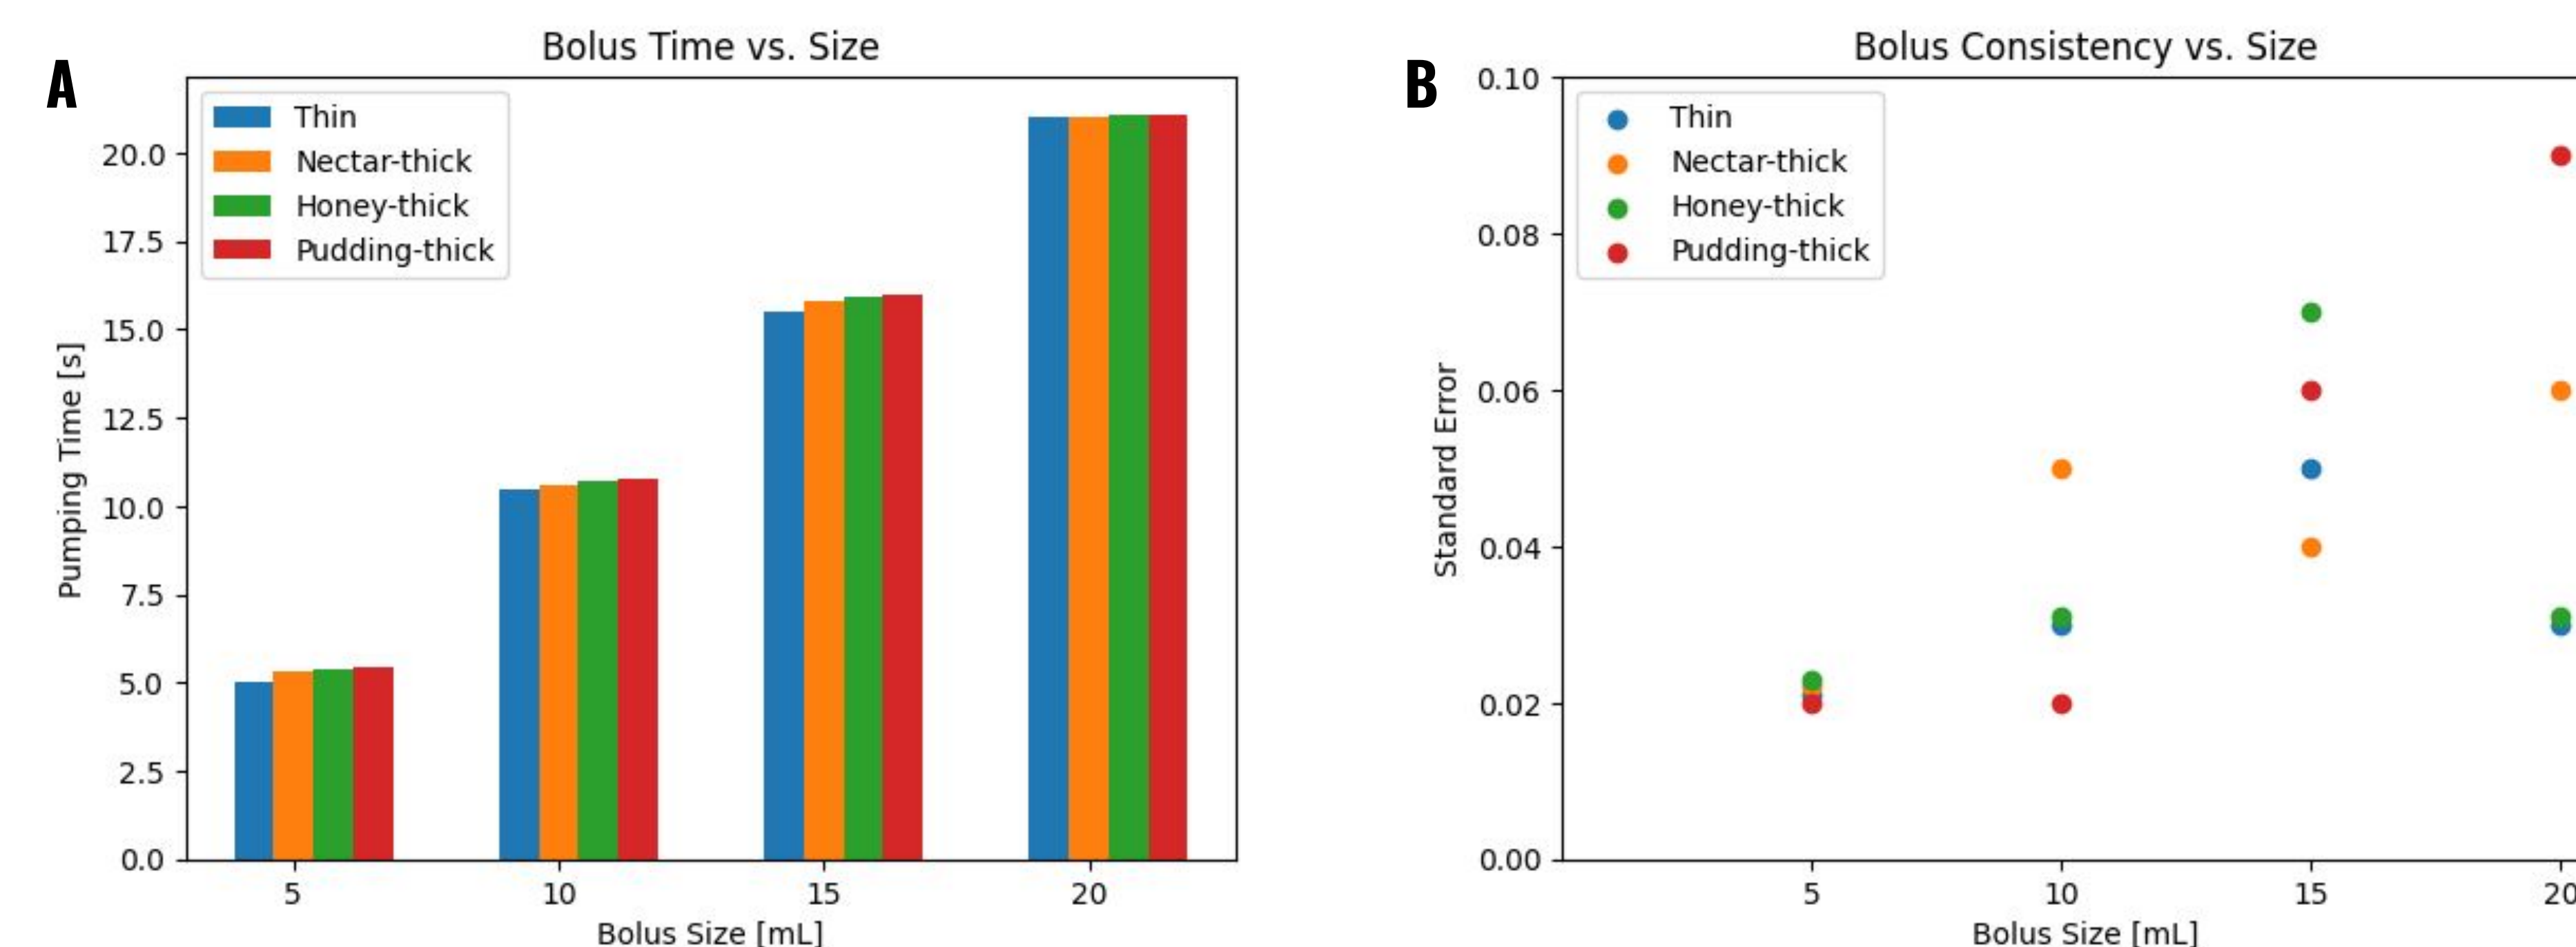 A
Bolus Time vs. Size
Thin
Nectar-thick
Honey-thick
Pudding-thick
20.0
17.5
15.0
12.5
10.0
7.5
5.0
2.5
0.0
Pumping Time [s]
5 10 15 20
Bolus Size [mL]
B
Bolus Consistency vs. Size
Thin
Nectar-thick
Honey-thick
Pudding-thick
0.10
0.08
0.06
0.04
0.02
0.00
Standard Error
5 10 15 20
Bolus Size [mL]